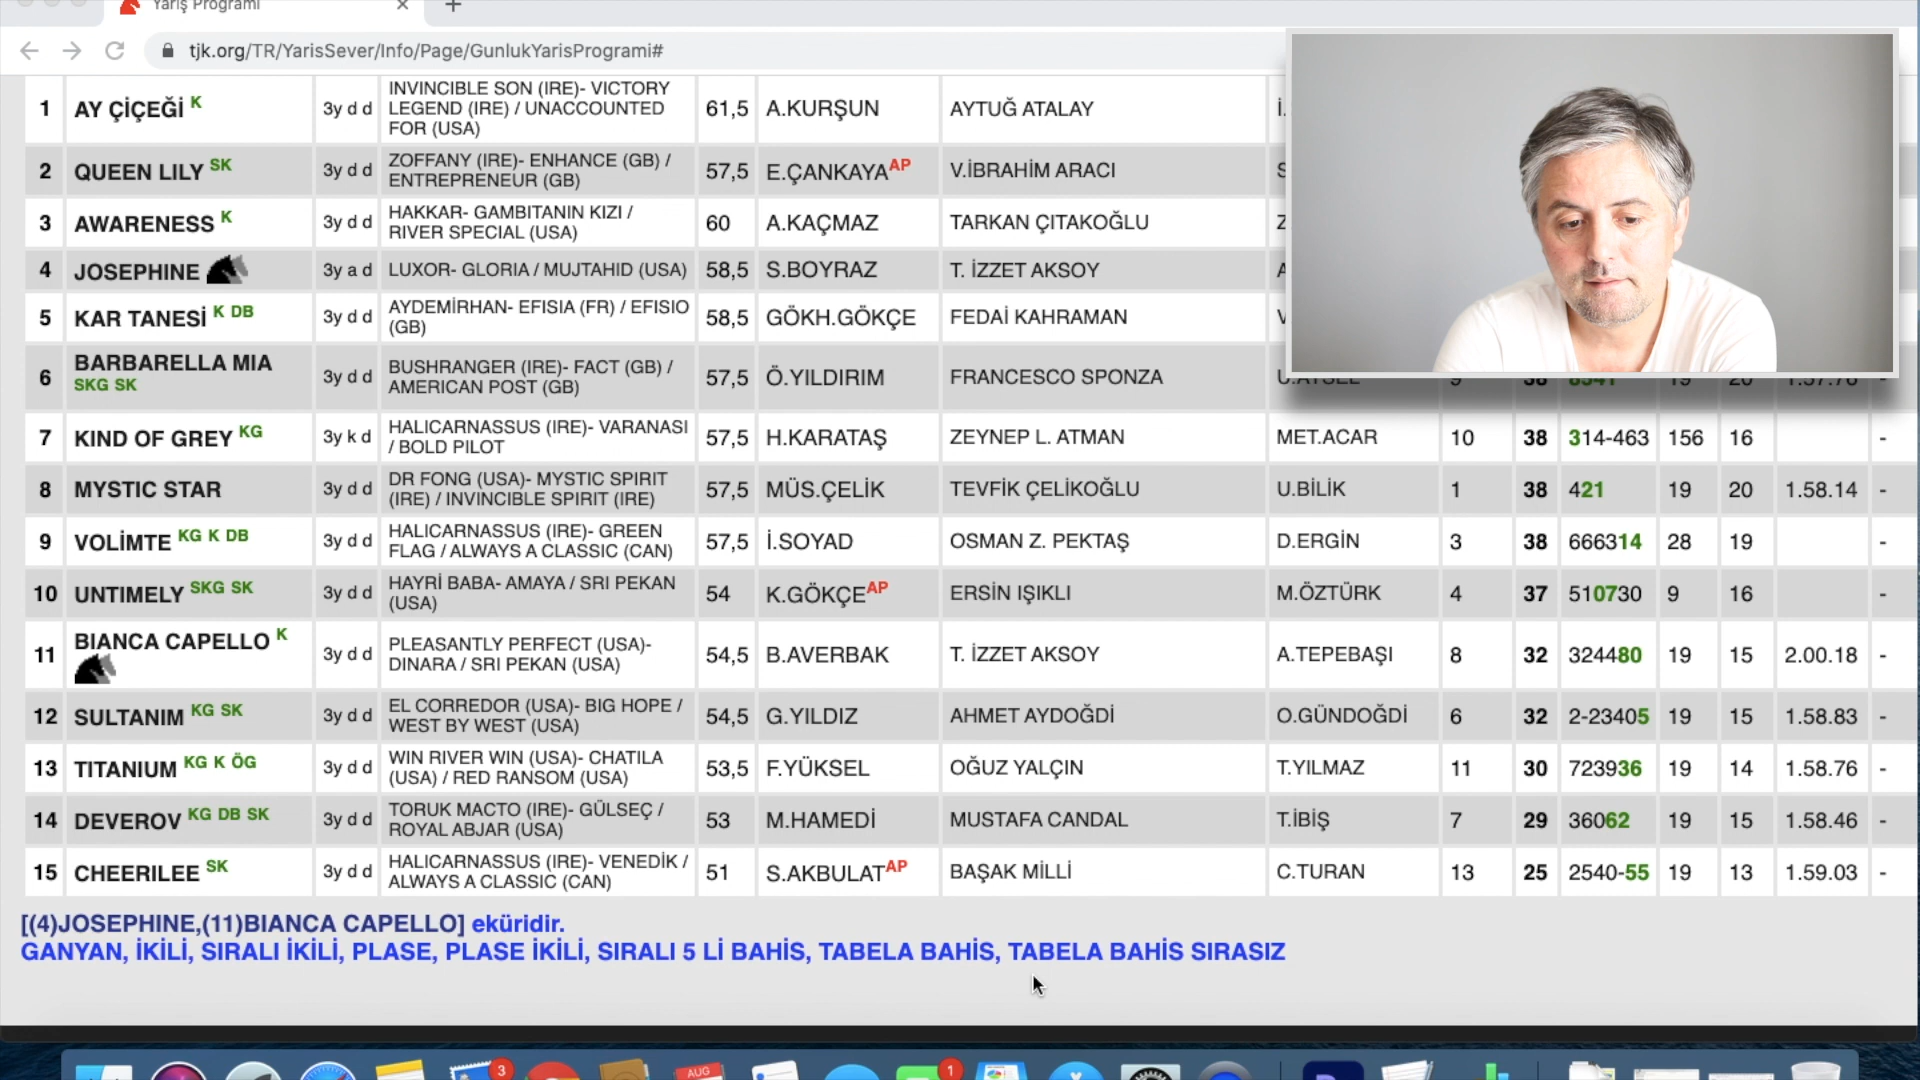 Yarış Programı
tjk.org/TR/YarisSever/Info/Page/GunlukYarisProgrami#
1 AY ÇİÇEĞİ K 3y d d INVINCIBLE SON (IRE)- VICTORY LEGEND (IRE) / UNACCOUNTED FOR (USA) 61,5 A.KURŞUN AYTUĞ ATALAY İ.
2 QUEEN LILY SK 3y d d ZOFFANY (IRE)- ENHANCE (GB) / ENTREPRENEUR (GB) 57,5 E.ÇANKAYA AP V.İBRAHİM ARACI S
3 AWARENESS K 3y d d HAKKAR- GAMBITANIN KIZI / RIVER SPECIAL (USA) 60 A.KAÇMAZ TARKAN ÇITAKOĞLU Z
4 JOSEPHINE 3y a d LUXOR- GLORIA / MUJTAHID (USA) 58,5 S.BOYRAZ T. İZZET AKSOY A
5 KAR TANESİ K DB 3y d d AYDEMİRHAN- EFISIA (FR) / EFISIO (GB) 58,5 GÖKH.GÖKÇE FEDAİ KAHRAMAN V
6 BARBARELLA MIA SKG SK 3y d d BUSHRANGER (IRE)- FACT (GB) / AMERICAN POST (GB) 57,5 Ö.YILDIRIM FRANCESCO SPONZA
7 KIND OF GREY KG 3y k d HALICARNASSUS (IRE)- VARANASI / BOLD PILOT 57,5 H.KARATAŞ ZEYNEP L. ATMAN MET.ACAR 10 38 314-463 156 16 -
8 MYSTIC STAR 3y d d DR FONG (USA)- MYSTIC SPIRIT (IRE) / INVINCIBLE SPIRIT (IRE) 57,5 MÜS.ÇELİK TEVFİK ÇELİKOĞLU U.BİLİK 1 38 421 19 20 1.58.14 -
9 VOLİMTE KG K DB 3y d d HALICARNASSUS (IRE)- GREEN FLAG / ALWAYS A CLASSIC (CAN) 57,5 İ.SOYAD OSMAN Z. PEKTAŞ D.ERGİN 3 38 666314 28 19 -
10 UNTIMELY SKG SK 3y d d HAYRİ BABA- AMAYA / SRI PEKAN (USA) 54 K.GÖKÇE AP ERSİN IŞIKLI M.ÖZTÜRK 4 37 510730 9 16 -
11 BIANCA CAPELLO K 3y d d PLEASANTLY PERFECT (USA)- DINARA / SRI PEKAN (USA) 54,5 B.AVERBAK T. İZZET AKSOY A.TEPEBAŞI 8 32 324480 19 15 2.00.18 -
12 SULTANIM KG SK 3y d d EL CORREDOR (USA)- BIG HOPE / WEST BY WEST (USA) 54,5 G.YILDIZ AHMET AYDOĞDİ O.GÜNDOĞDİ 6 32 2-23405 19 15 1.58.83 -
13 TITANIUM KG K ÖG 3y d d WIN RIVER WIN (USA)- CHATILA (USA) / RED RANSOM (USA) 53,5 F.YÜKSEL OĞUZ YALÇIN T.YILMAZ 11 30 723936 19 14 1.58.76 -
14 DEVEROV KG DB SK 3y d d TORUK MACTO (IRE)- GÜLSEÇ / ROYAL ABJAR (USA) 53 M.HAMEDİ MUSTAFA CANDAL T.İBİŞ 7 29 36062 19 15 1.58.46 -
15 CHEERILEE SK 3y d d HALICARNASSUS (IRE)- VENEDİK / ALWAYS A CLASSIC (CAN) 51 S.AKBULAT AP BAŞAK MİLLİ C.TURAN 13 25 2540-55 19 13 1.59.03 -
[(4)JOSEPHINE,(11)BIANCA CAPELLO] eküridir.
GANYAN, İKİLİ, SIRALI İKİLİ, PLASE, PLASE İKİLİ, SIRALI 5 Lİ BAHİS, TABELA BAHİS, TABELA BAHİS SIRASIZ
3
AUG
1